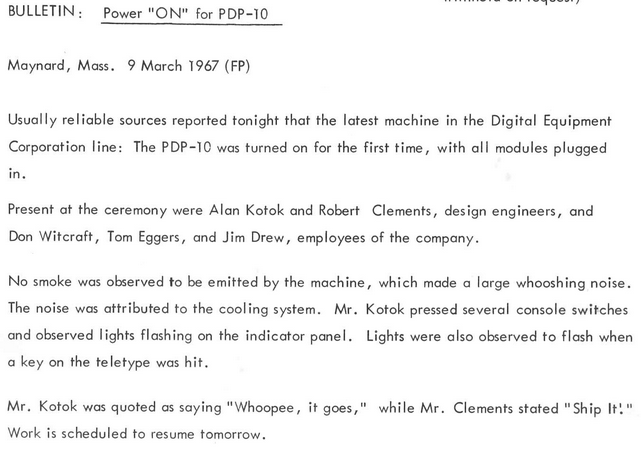 BULLETIN: Power "ON" for PDP-10
Maynard, Mass. 9 March 1967 (FP)
Usually reliable sources reported tonight that the latest machine in the Digital Equipment
Corporation line: The PDP-10 was turned on for the first time, with all modules plugged
in.
Present at the ceremony were Alan Kotok and Robert Clements, design engineers, and
Don Witcraft, Tom Eggers, and Jim Drew, employees of the company.
No smoke was observed to be emitted by the machine, which made a large whooshing noise.
The noise was attributed to the cooling system. Mr. Kotok pressed several console switches
and observed lights flashing on the indicator panel. Lights were also observed to flash when
a key on the teletype was hit.
Mr. Kotok was quoted as saying "Whoopee, it goes," while Mr. Clements stated "Ship It!"
Work is scheduled to resume tomorrow.